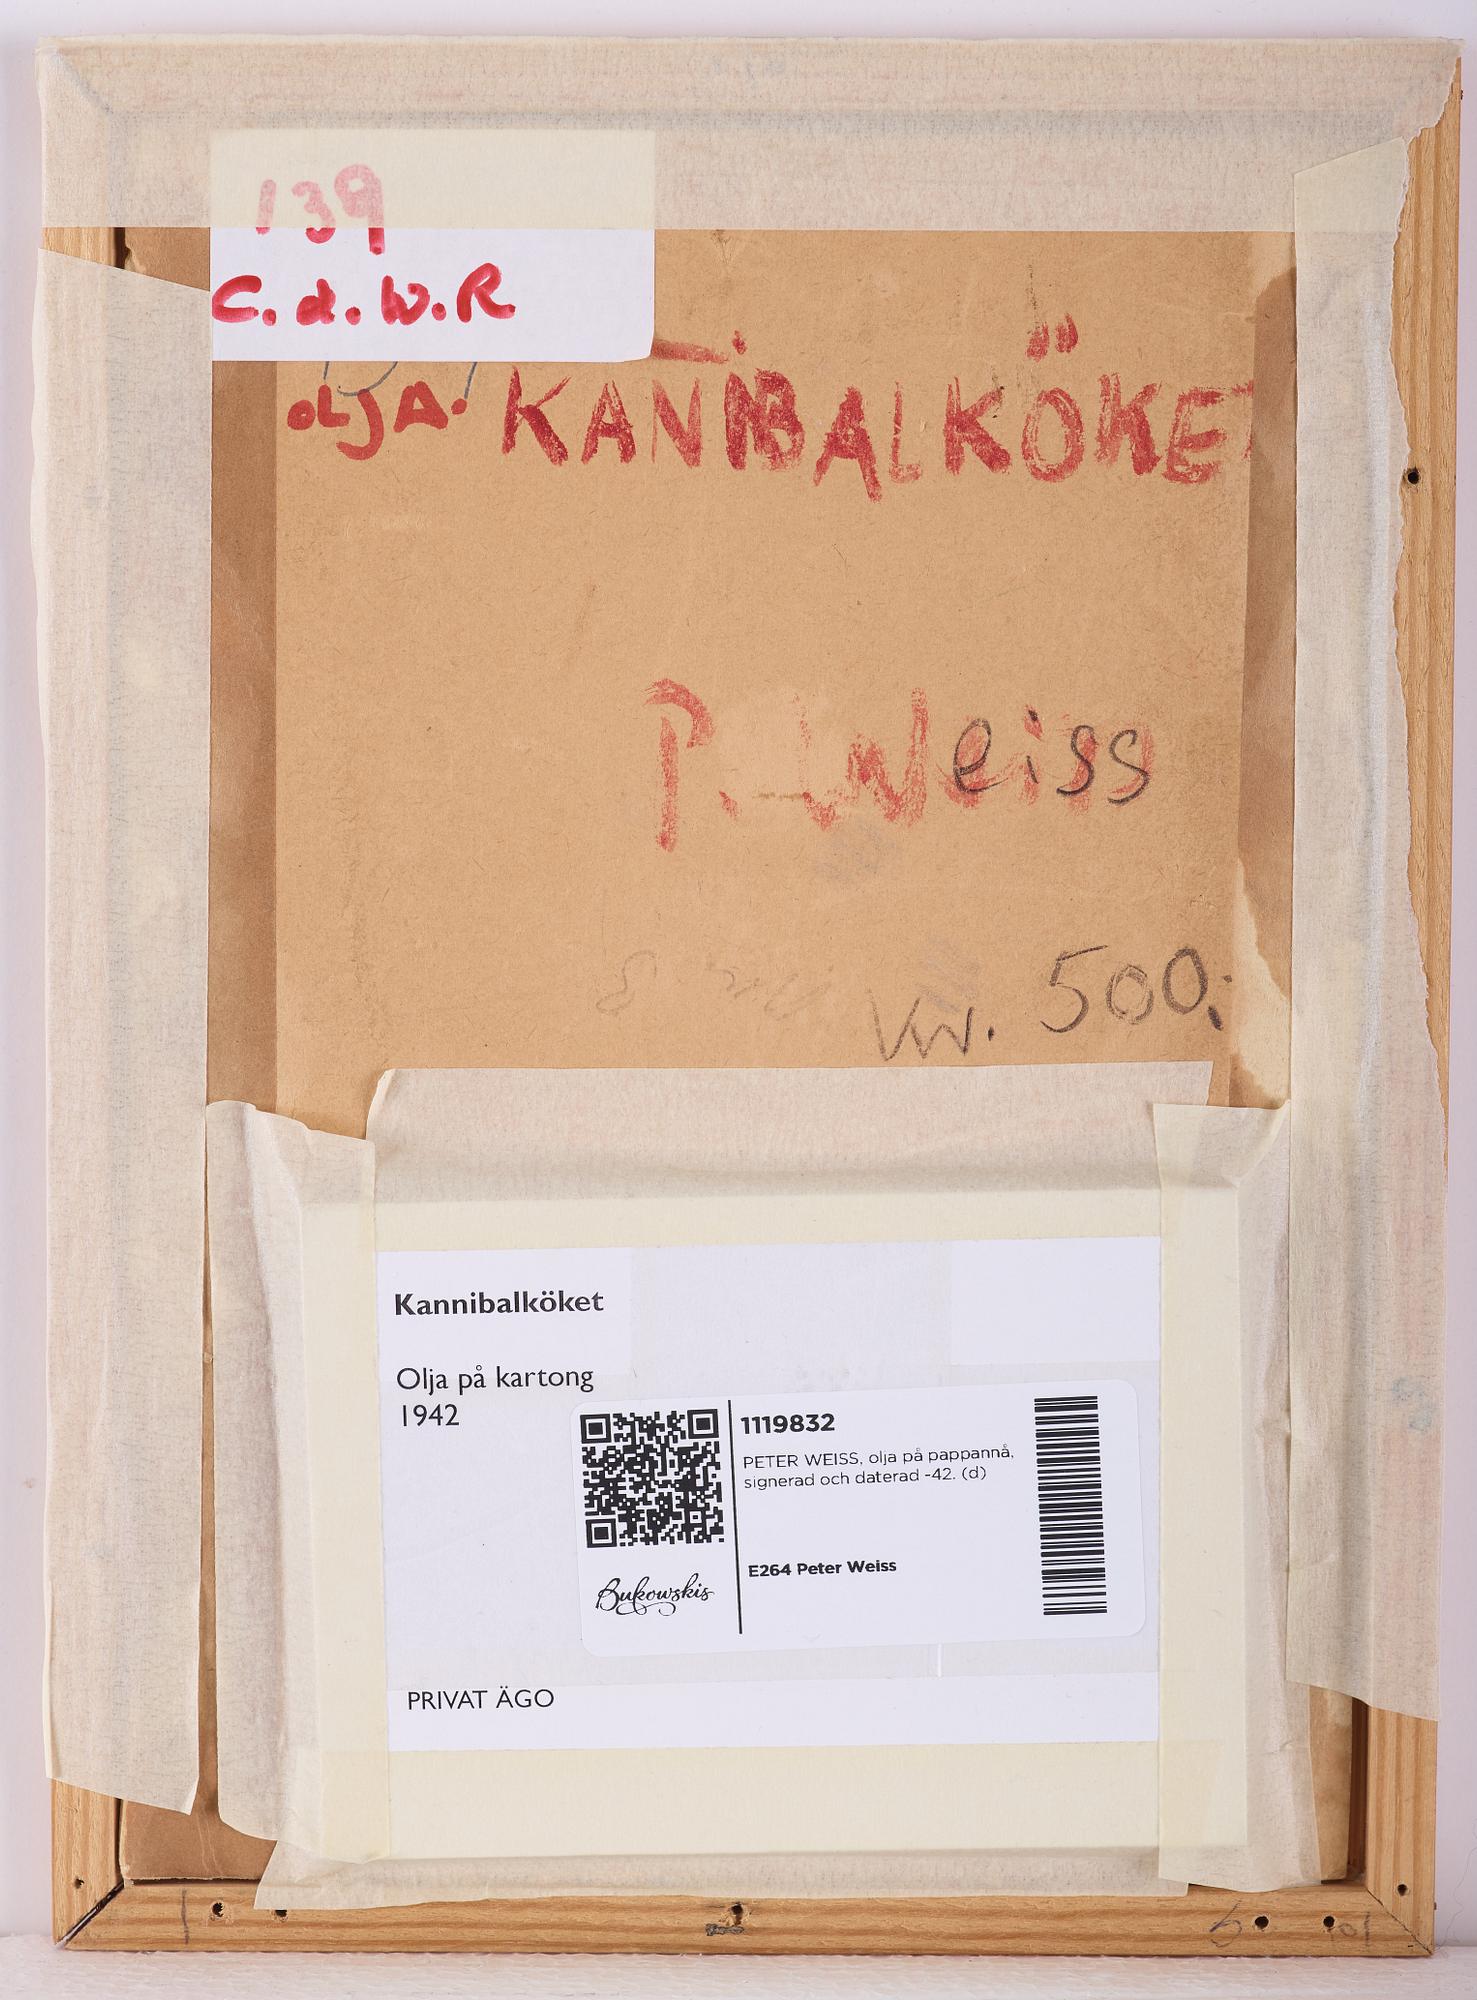 139
C.d.W.R.
OLJA. KANIBALKÖKET
P. Weiss
500:
Kannibalköket
Olja på kartong
1942
1119832
PETER WEISS, olja på pappannå,
signerad och daterad -42. (d)
E264 Peter Weiss
Bukowskis
PRIVAT ÄGO